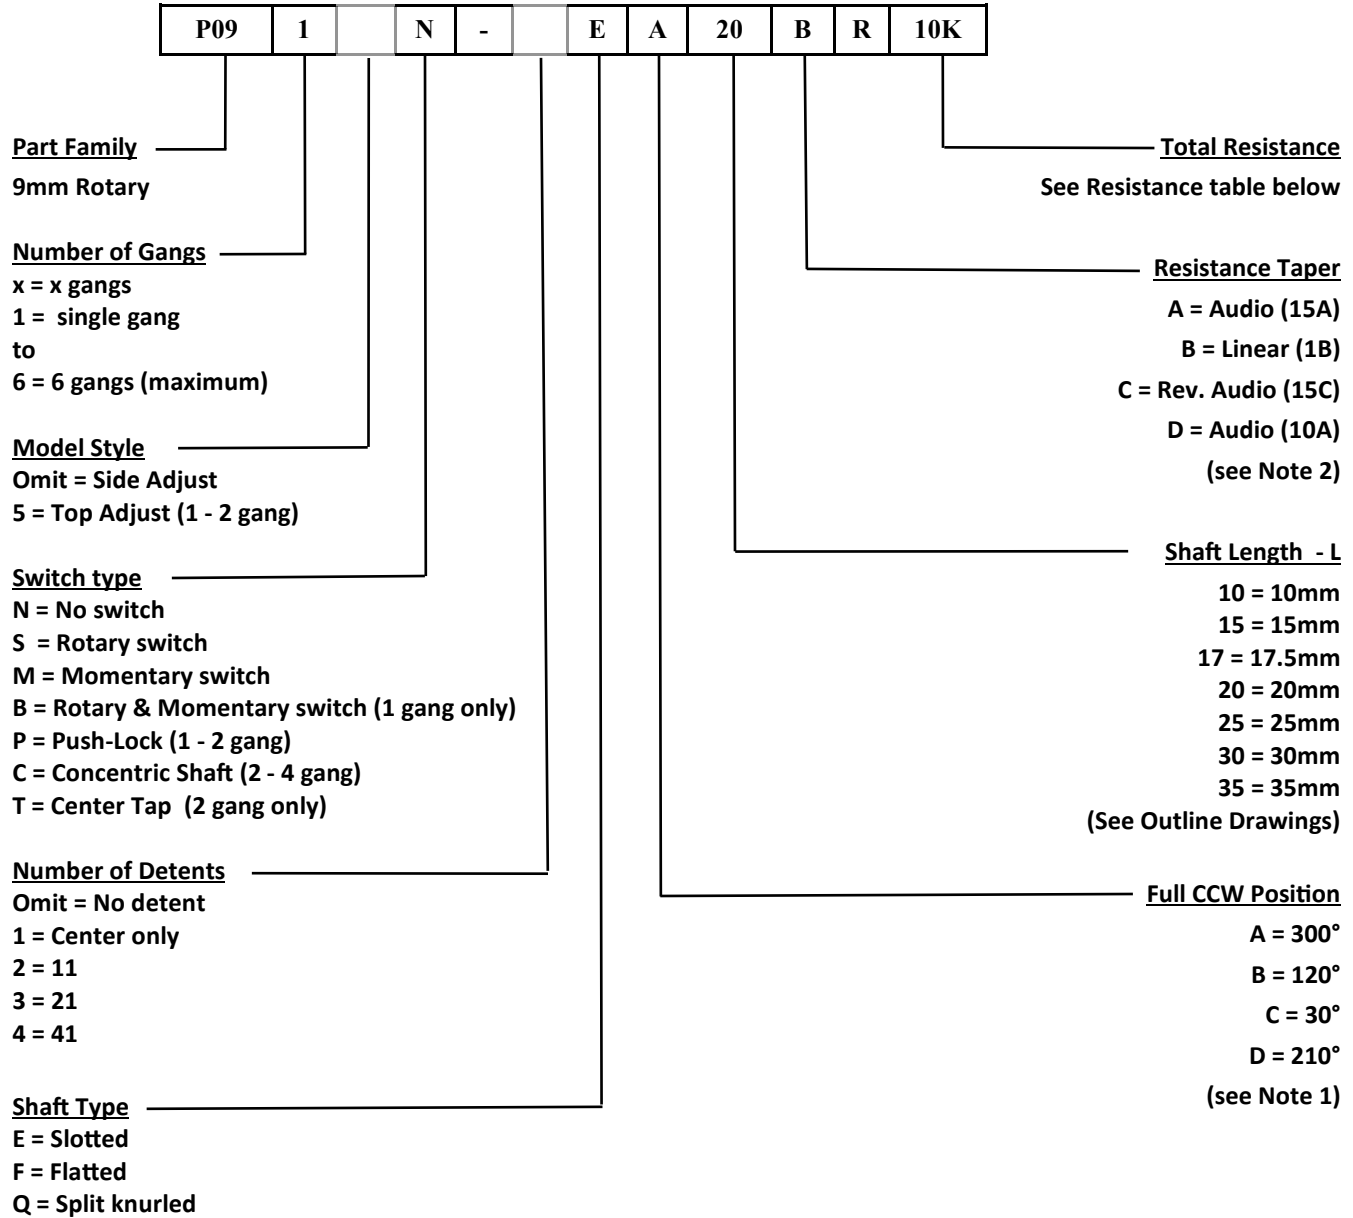 P09 1 N - E A 20 B R 10K
Part Family
9mm Rotary
Number of Gangs
x = x gangs
1 = single gang
to
6 = 6 gangs (maximum)
Model Style
Omit = Side Adjust
5 = Top Adjust (1 - 2 gang)
Switch type
N = No switch
S = Rotary switch
M = Momentary switch
B = Rotary & Momentary switch (1 gang only)
P = Push-Lock (1 - 2 gang)
C = Concentric Shaft (2 - 4 gang)
T = Center Tap (2 gang only)
Number of Detents
Omit = No detent
1 = Center only
2 = 11
3 = 21
4 = 41
Shaft Type
E = Slotted
F = Flatted
Q = Split knurled
Total Resistance
See Resistance table below
Resistance Taper
A = Audio (15A)
B = Linear (1B)
C = Rev. Audio (15C)
D = Audio (10A)
(see Note 2)
Shaft Length - L
10 = 10mm
15 = 15mm
17 = 17.5mm
20 = 20mm
25 = 25mm
30 = 30mm
35 = 35mm
(See Outline Drawings)
Full CCW Position
A = 300°
B = 120°
C = 30°
D = 210°
(see Note 1)